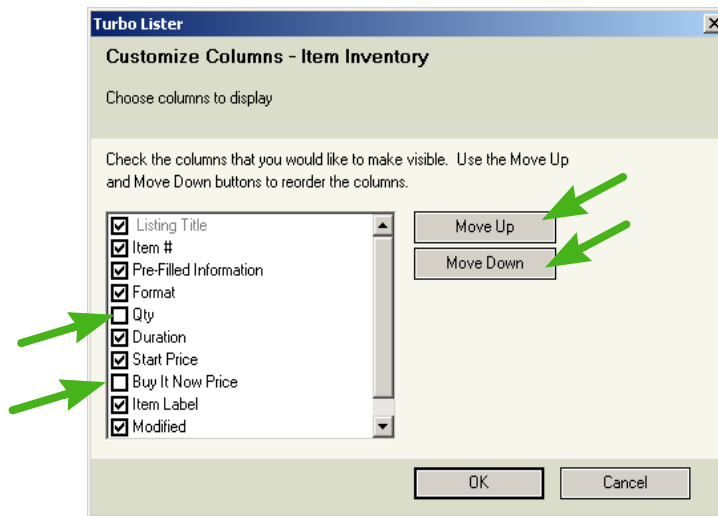 Turbo Lister
Customize Columns - Item Inventory
Choose columns to display
Check the columns that you would like to make visible. Use the Move Up
and Move Down buttons to reorder the columns.
Listing Title
Item #
Pre-Filled Information
Format
Qty
Duration
Start Price
Buy It Now Price
Item Label
Modified
Move Up
Move Down
OK
Cancel